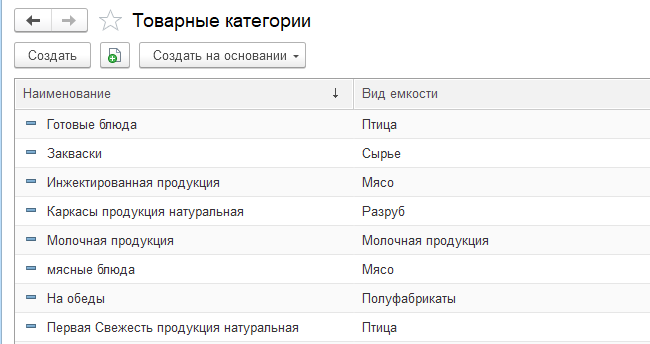 Товарные категории
Создать Создать на основании
Наименование Вид емкости
Готовые блюда Птица
Закваски Сырье
Инжектированная продукция Мясо
Каркасы продукция натуральная Разруб
Молочная продукция Молочная продукция
мясные блюда Мясо
На обеды Полуфабрикаты
Первая Свежесть продукция натуральная Птица